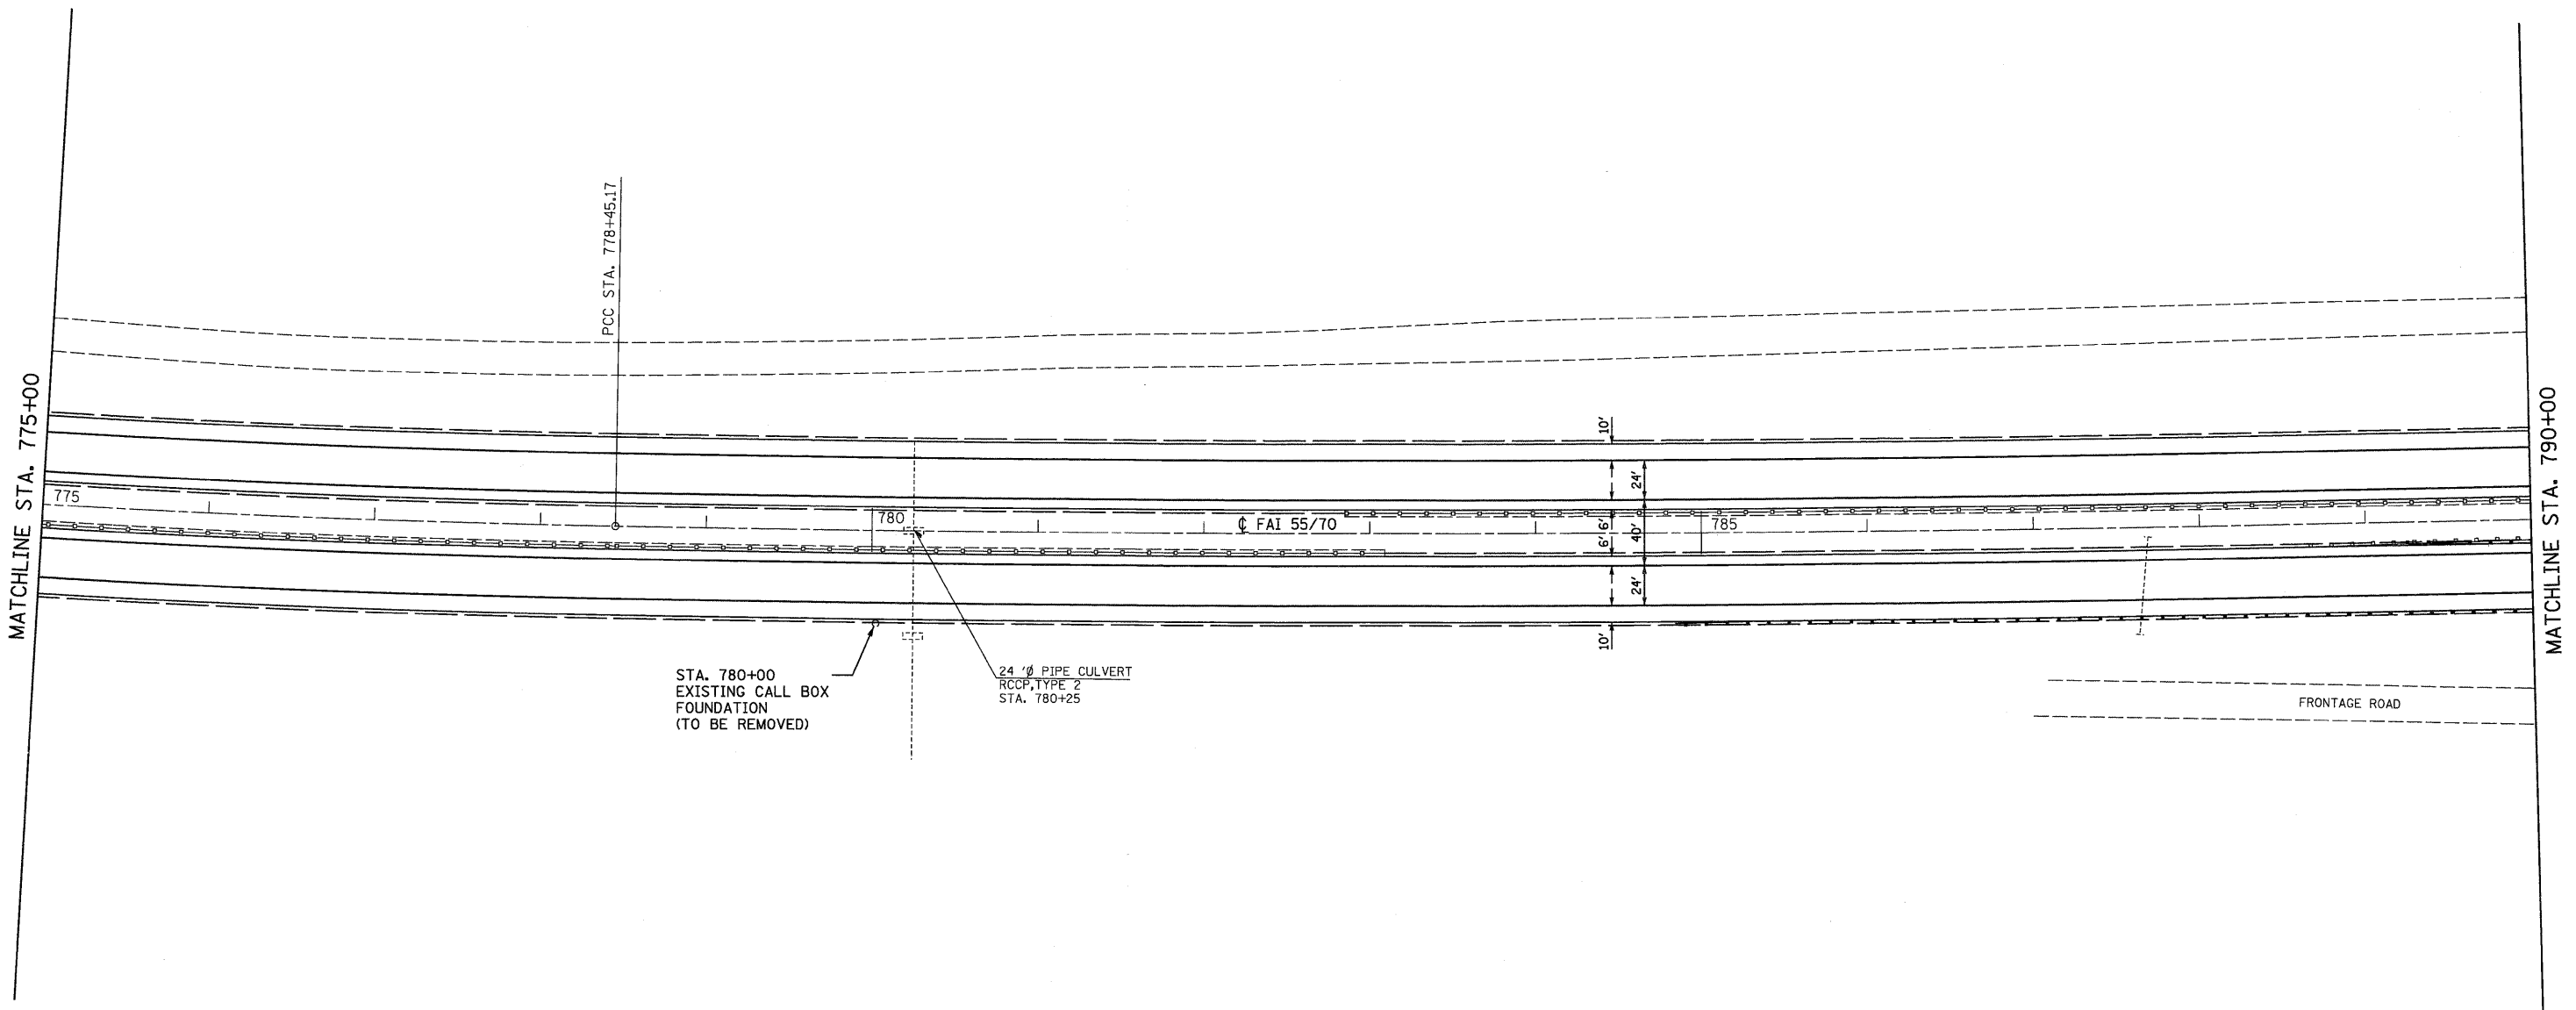 MATCHLINE STA. 775+00
PCC STA. 778+45.17
775
780
℄ FAI 55/70
785
10'
24'
6' 6'
40'
24'
10'
STA. 780+00
EXISTING CALL BOX
FOUNDATION
(TO BE REMOVED)
24 'Ø PIPE CULVERT
RCCP,TYPE 2
STA. 780+25
FRONTAGE ROAD
MATCHLINE STA. 790+00